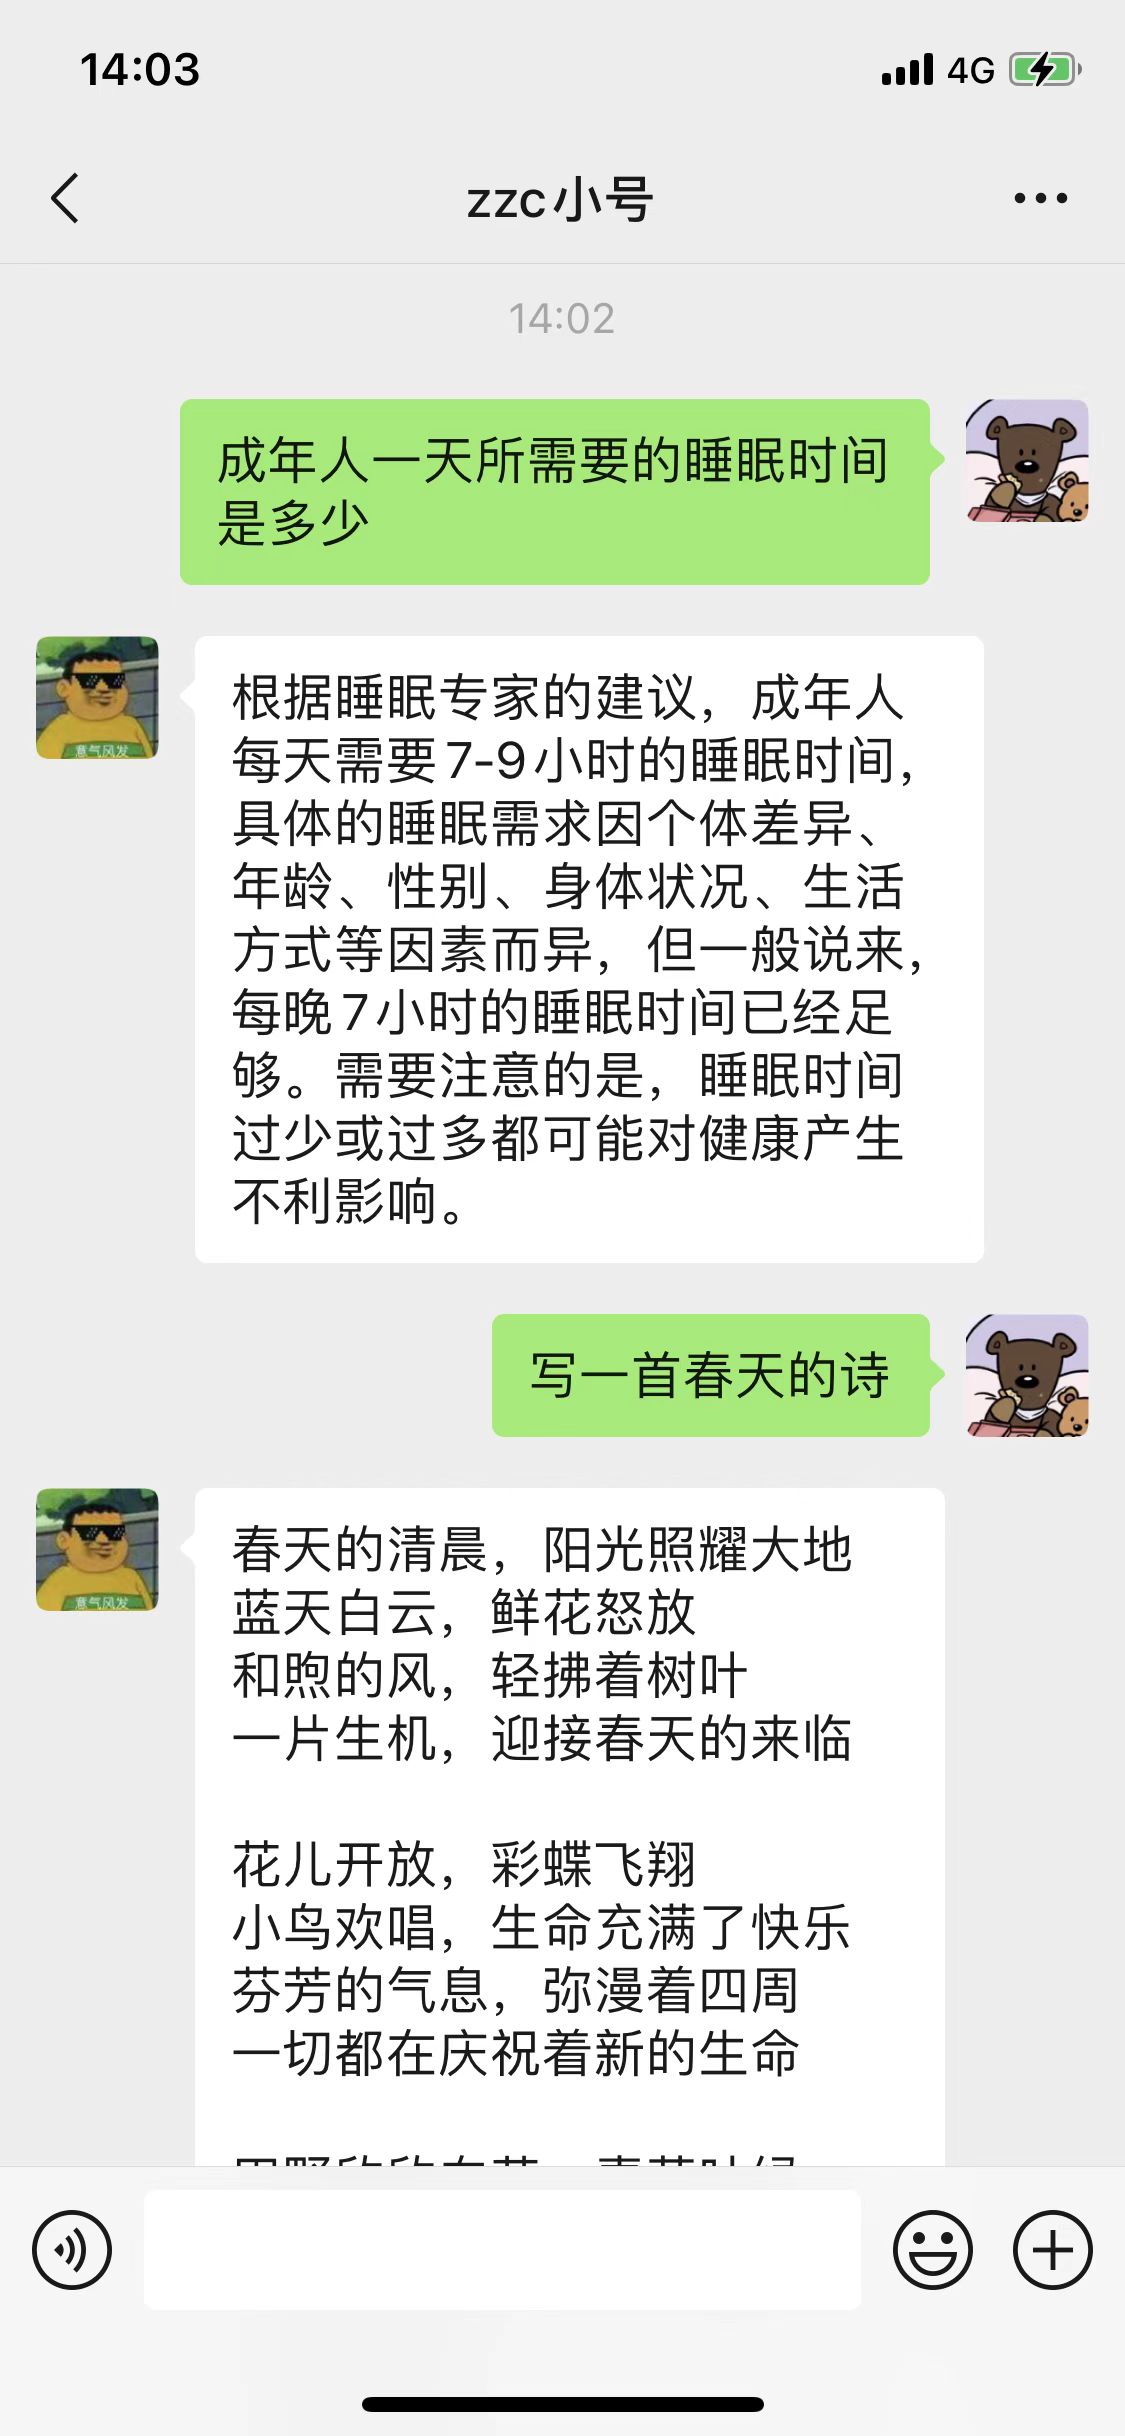 14:03
4G
zzc小号
14:02
成年人一天所需要的睡眠时间
是多少
根据睡眠专家的建议，成年人
每天需要7-9小时的睡眠时间，
具体的睡眠需求因个体差异、
年龄、性别、身体状况、生活
方式等因素而异，但一般说来，
每晚7小时的睡眠时间已经足
够。需要注意的是，睡眠时间
过少或过多都可能对健康产生
不利影响。
意气风发
写一首春天的诗
春天的清晨，阳光照耀大地
蓝天白云，鲜花怒放
和煦的风，轻拂着树叶
一片生机，迎接春天的来临
意气风发
花儿开放，彩蝶飞翔
小鸟欢唱，生命充满了快乐
芬芳的气息，弥漫着四周
一切都在庆祝着新的生命